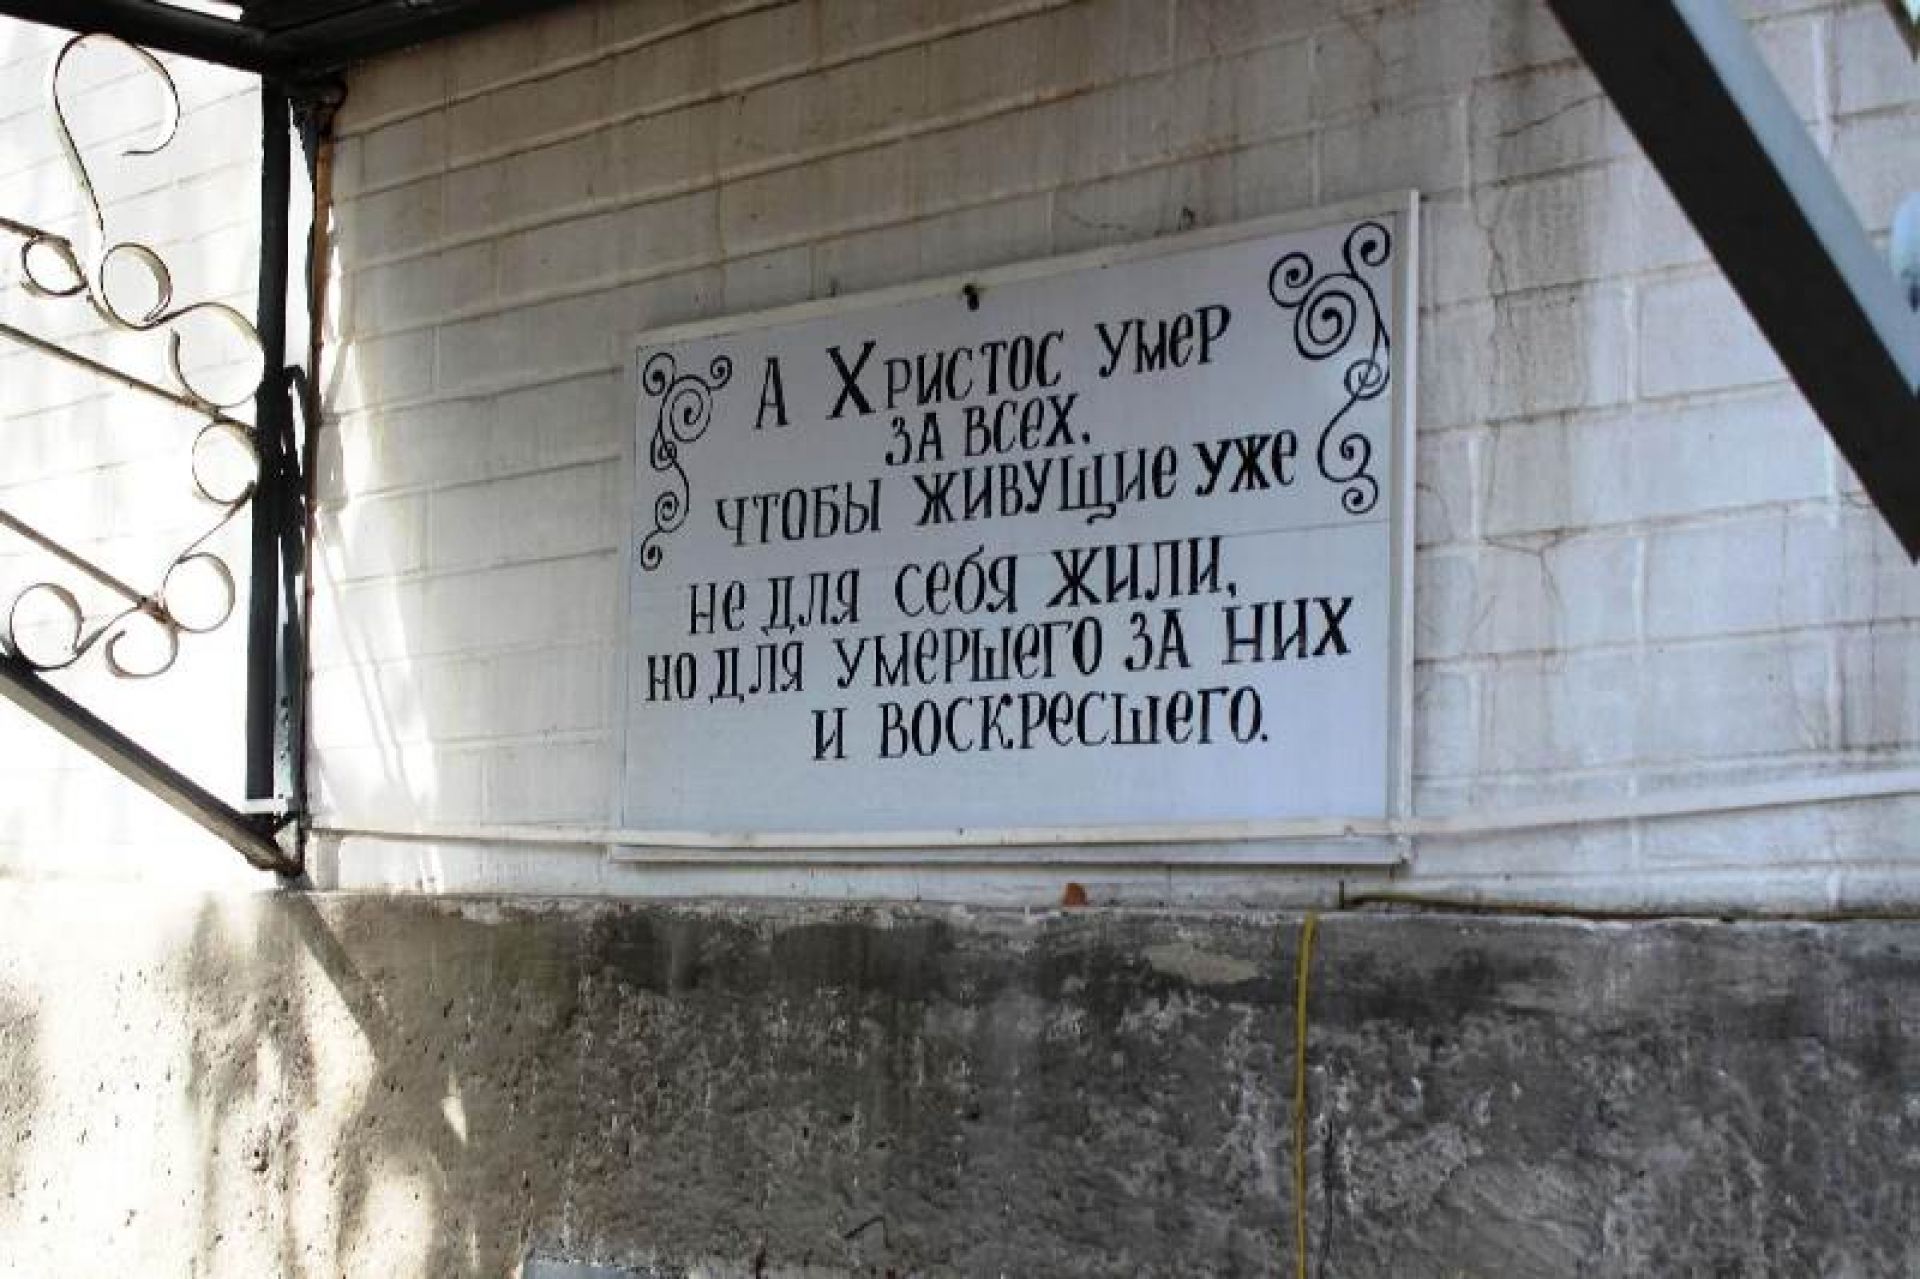 А Христос умер
за всех,
чтобы живущие уже
не для себя жили,
но для умершего за них
и воскресшего.